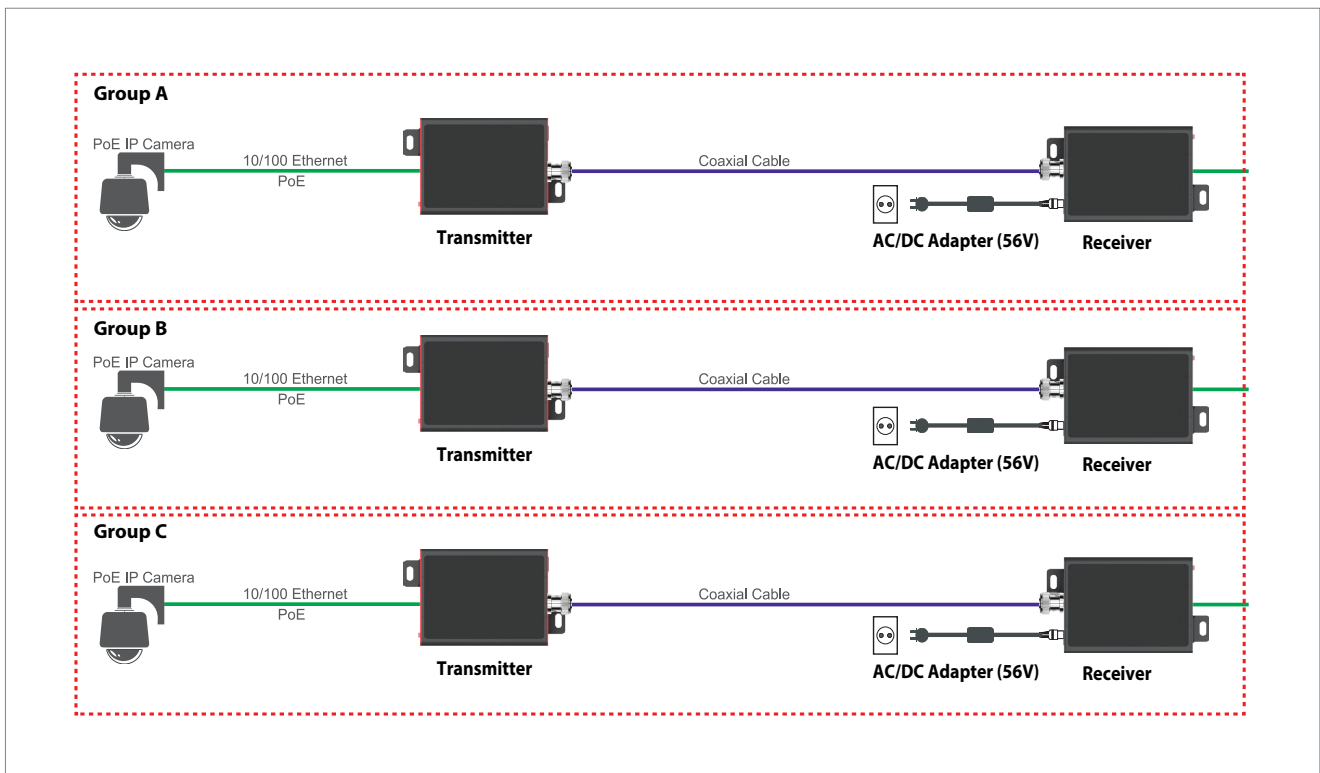 Group A
PoE IP Camera
10/100 Ethernet
PoE
Coaxial Cable
Transmitter
AC/DC Adapter (56V)
Receiver
Group B
PoE IP Camera
10/100 Ethernet
PoE
Coaxial Cable
Transmitter
AC/DC Adapter (56V)
Receiver
Group C
PoE IP Camera
10/100 Ethernet
PoE
Coaxial Cable
Transmitter
AC/DC Adapter (56V)
Receiver